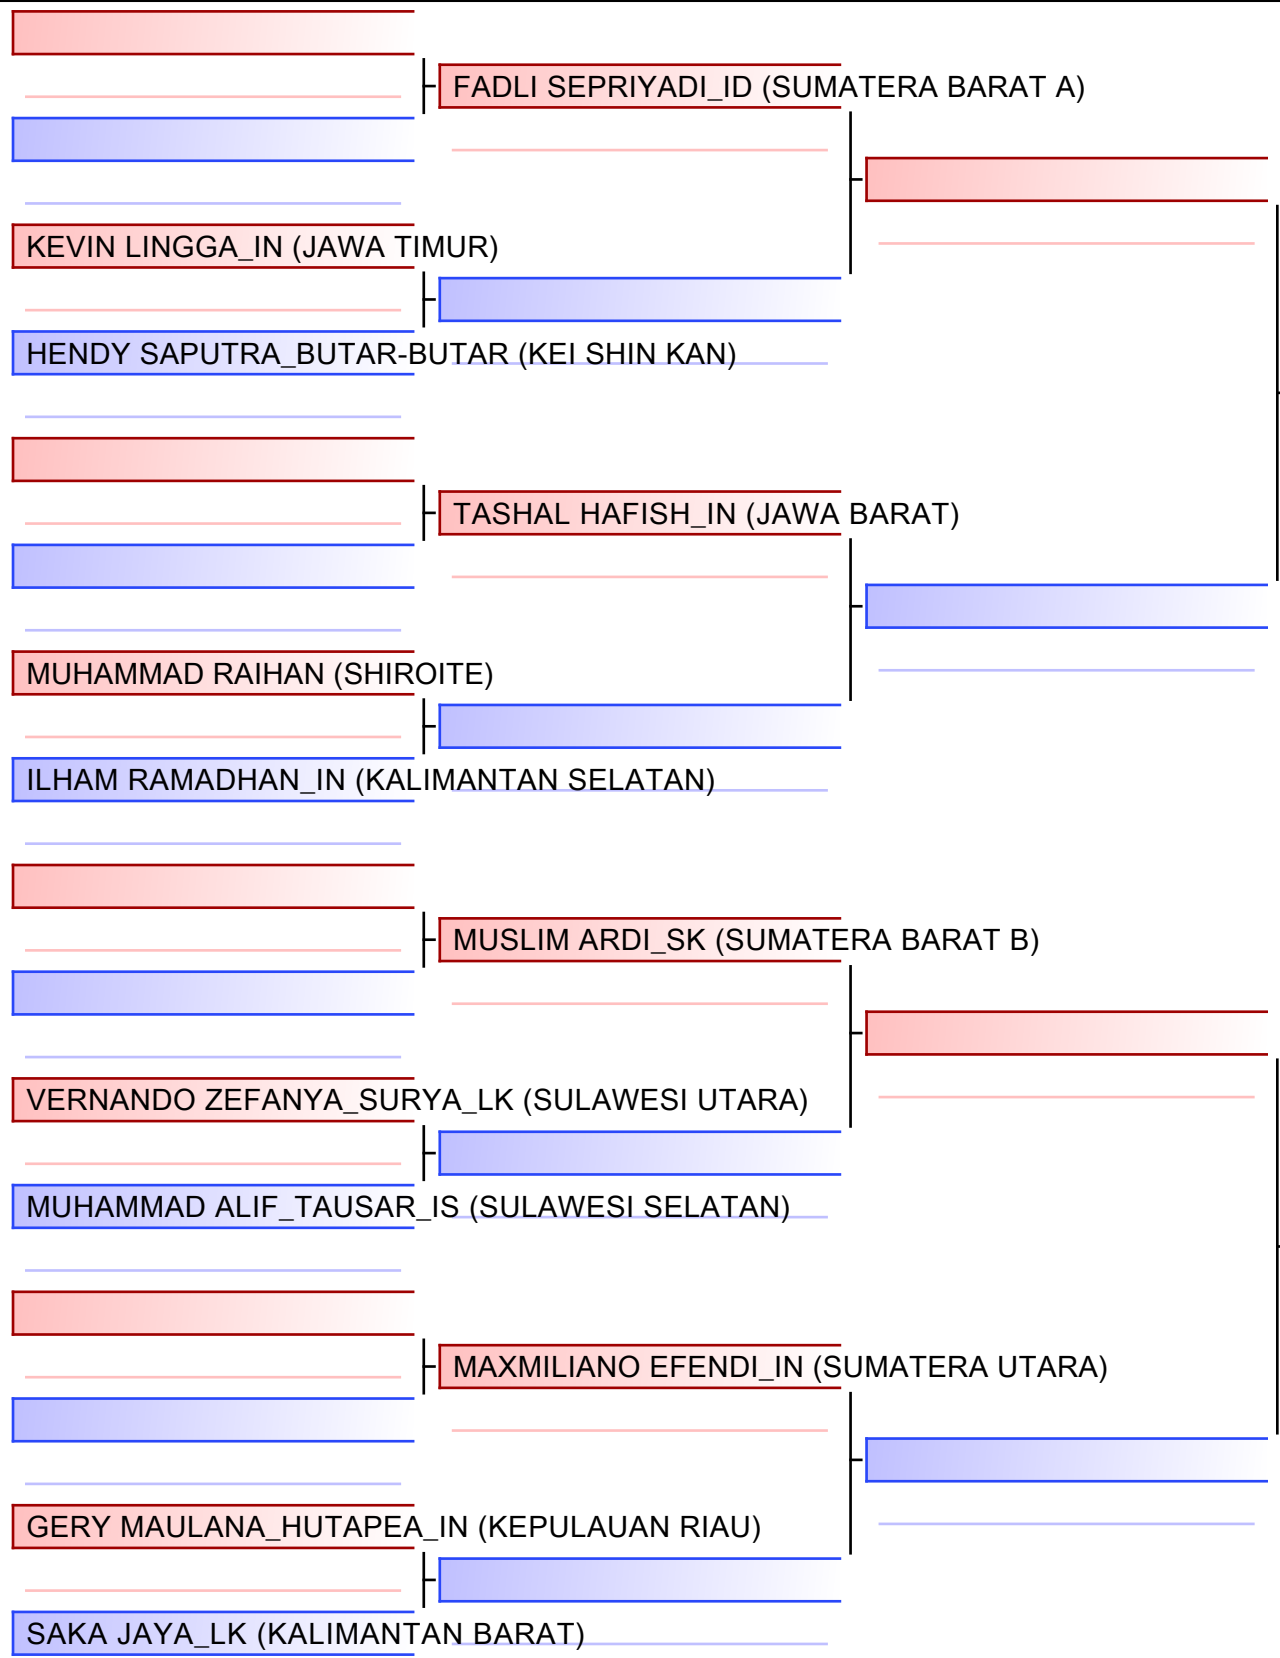 FADLI SEPRIYADI_ID (SUMATERA BARAT A)
KEVIN LINGGA_IN (JAWA TIMUR)
HENDY SAPUTRA_BUTAR-BUTAR (KEI SHIN KAN)
TASHAL HAFISH_IN (JAWA BARAT)
MUHAMMAD RAIHAN (SHIROITE)
ILHAM RAMADHAN_IN (KALIMANTAN SELATAN)
MUSLIM ARDI_SK (SUMATERA BARAT B)
VERNANDO ZEFANYA_SURYA_LK (SULAWESI UTARA)
MUHAMMAD ALIF_TAUSAR_IS (SULAWESI SELATAN)
MAXMILIANO EFENDI_IN (SUMATERA UTARA)
GERY MAULANA_HUTAPEA_IN (KEPULAUAN RIAU)
SAKA JAYA_LK (KALIMANTAN BARAT)